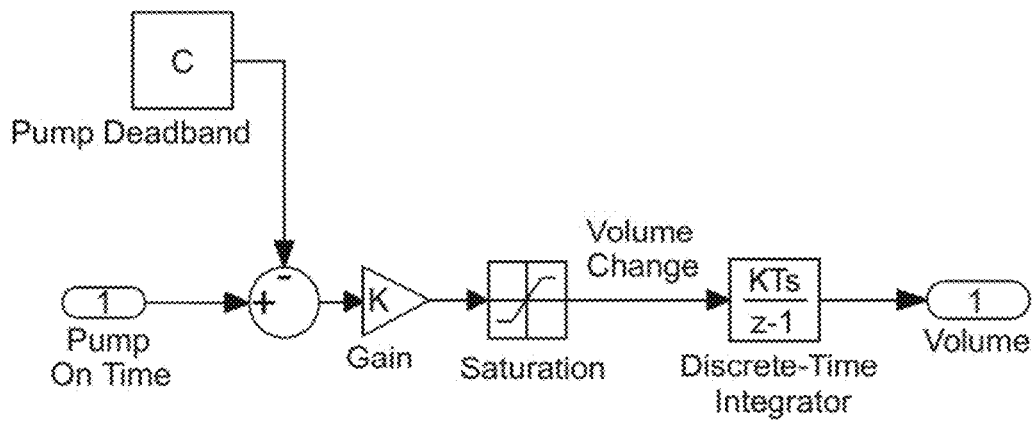 C
Pump Deadband
-
+
1
Pump
On Time
K
Gain
Saturation
Volume
Change
KTs
z-1
Discrete-Time
Integrator
1
Volume